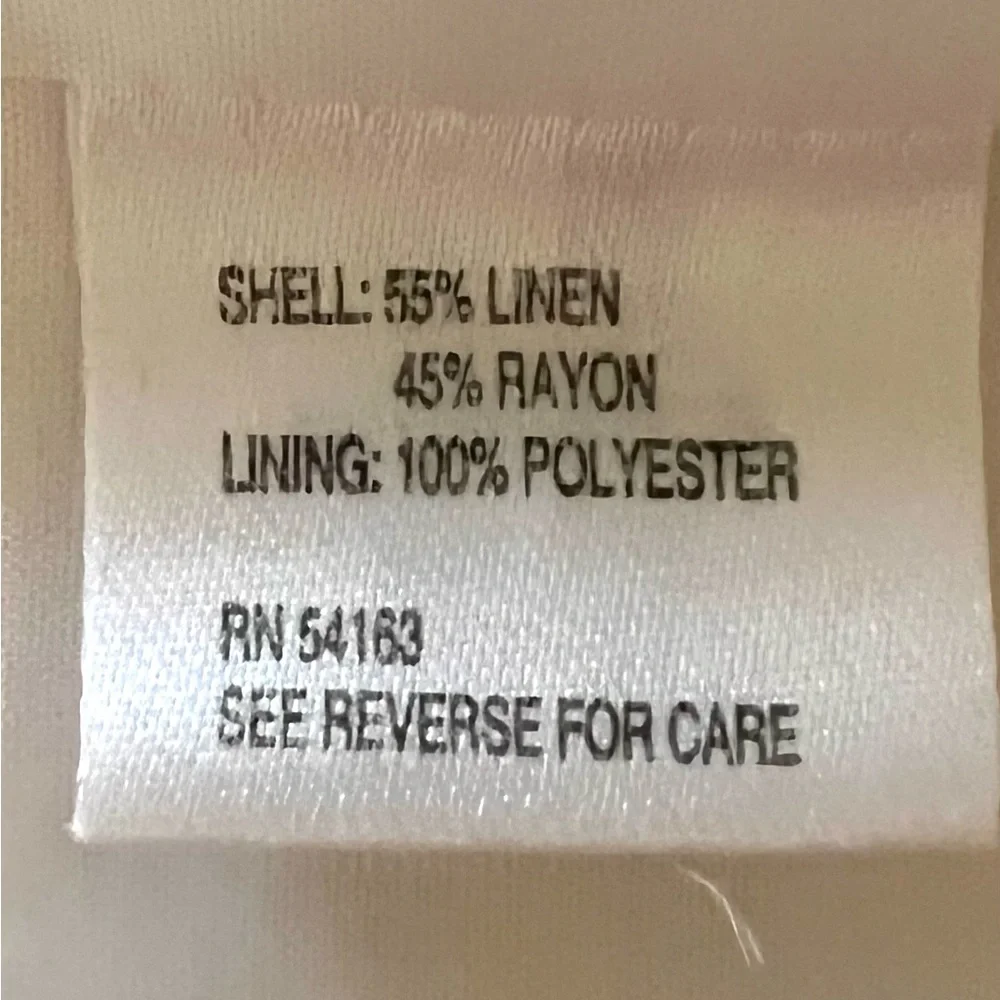 SHELL: 55% LINEN
45% RAYON
LINING: 100% POLYESTER
RN 54163
SEE REVERSE FOR CARE